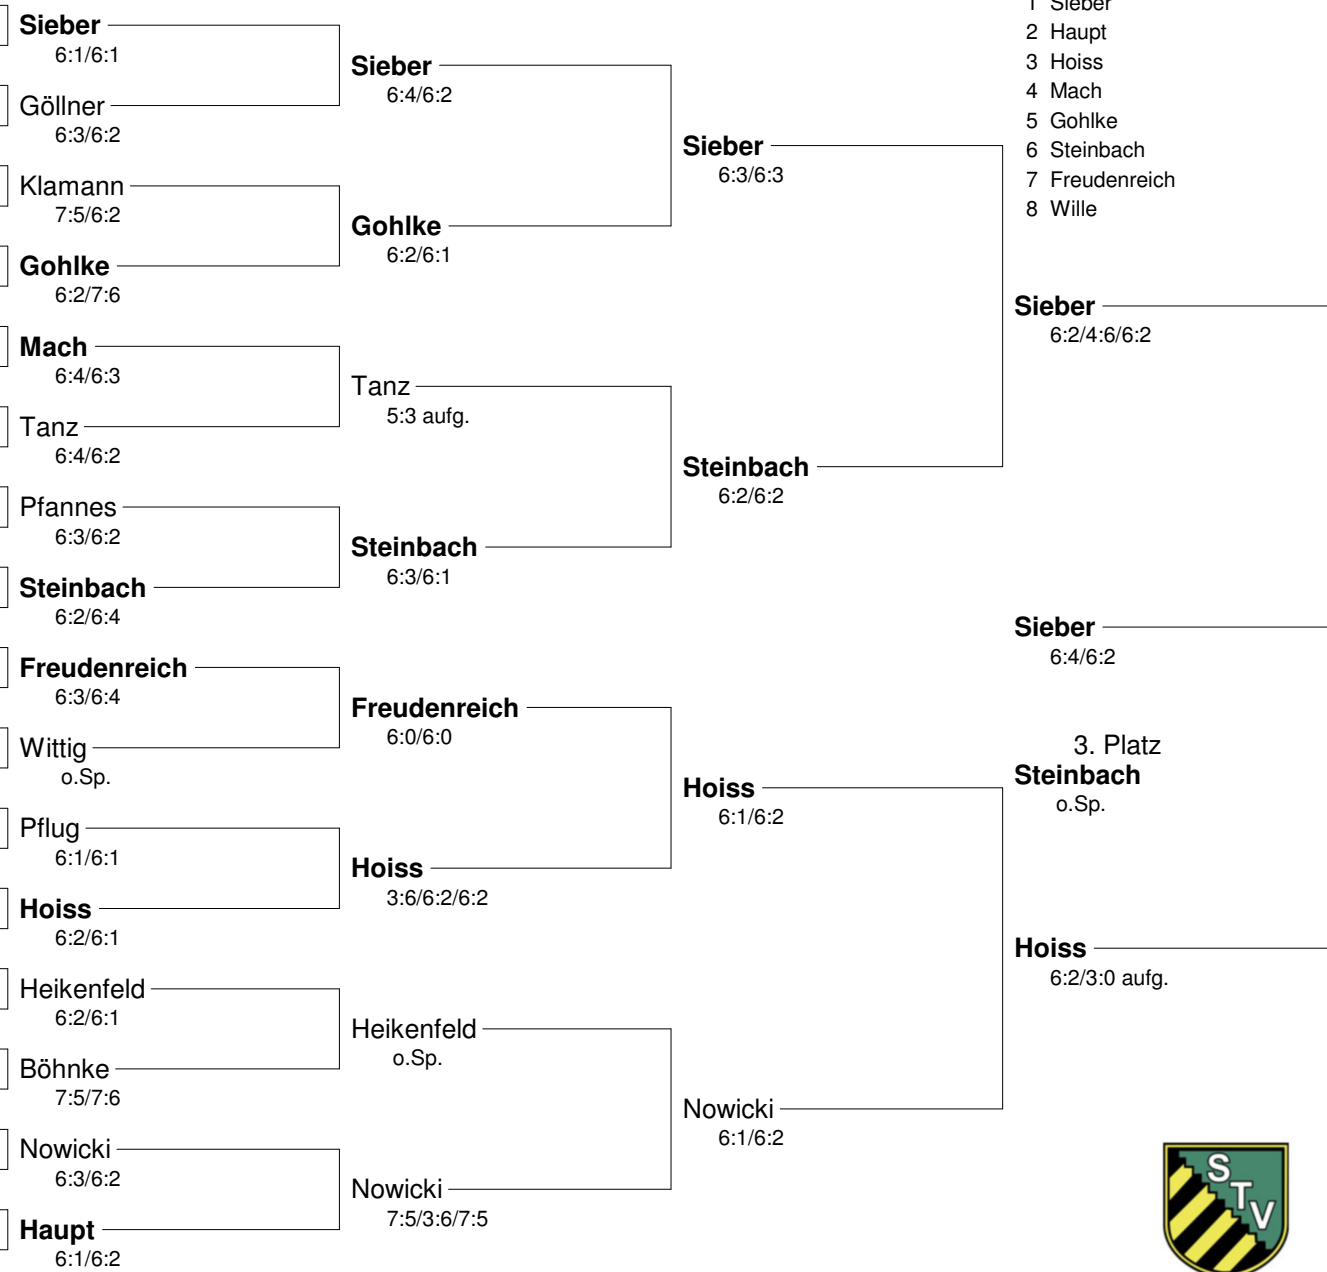 Sieber
6:1/6:1
Göllner
6:3/6:2
Klamann
7:5/6:2
Gohlke
6:2/7:6
Mach
6:4/6:3
Tanz
6:4/6:2
Pfannes
6:3/6:2
Steinbach
6:2/6:4
Freudenreich
6:3/6:4
Wittig
o.Sp.
Pflug
6:1/6:1
Hoiss
6:2/6:1
Heikenfeld
6:2/6:1
Böhnke
7:5/7:6
Nowicki
6:3/6:2
Haupt
6:1/6:2
Sieber
6:4/6:2
Gohlke
6:2/6:1
Tanz
5:3 aufg.
Steinbach
6:3/6:1
Freudenreich
6:0/6:0
Hoiss
3:6/6:2/6:2
Heikenfeld
o.Sp.
Nowicki
7:5/3:6/7:5
Sieber
6:3/6:3
Steinbach
6:2/6:2
Hoiss
6:1/6:2
Nowicki
6:1/6:2
1 Sieber
2 Haupt
3 Hoiss
4 Mach
5 Gohlke
6 Steinbach
7 Freudenreich
8 Wille
Sieber
6:2/4:6/6:2
Sieber
6:4/6:2
3. Platz
Steinbach
o.Sp.
Hoiss
6:2/3:0 aufg.
STV